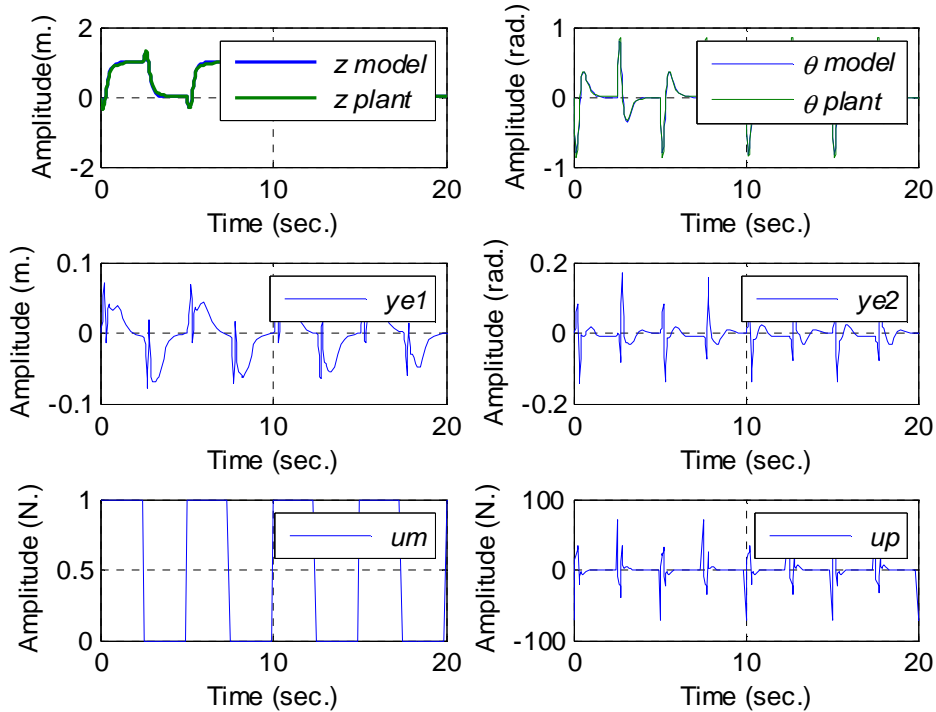 Amplitude(m.)
2
0
-2
z model
z plant
0
10
20
Time (sec.)
Amplitude (rad.)
1
0
-1
θ model
θ plant
0
10
20
Time (sec.)
Amplitude (m.)
0.1
0
-0.1
ye1
0
10
20
Time (sec.)
Amplitude (rad.)
0.2
0
-0.2
ye2
0
10
20
Time (sec.)
Amplitude (N.)
1
0.5
0
um
0
10
20
Time (sec.)
Amplitude (N.)
100
0
-100
up
0
10
20
Time (sec.)